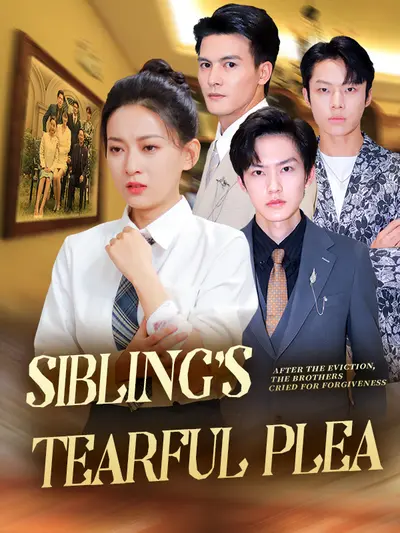 SIBLING'S
AFTER THE EVICTION,
THE BROTHERS
CRIED FOR FORGIVENESS
TEARFUL PLEA